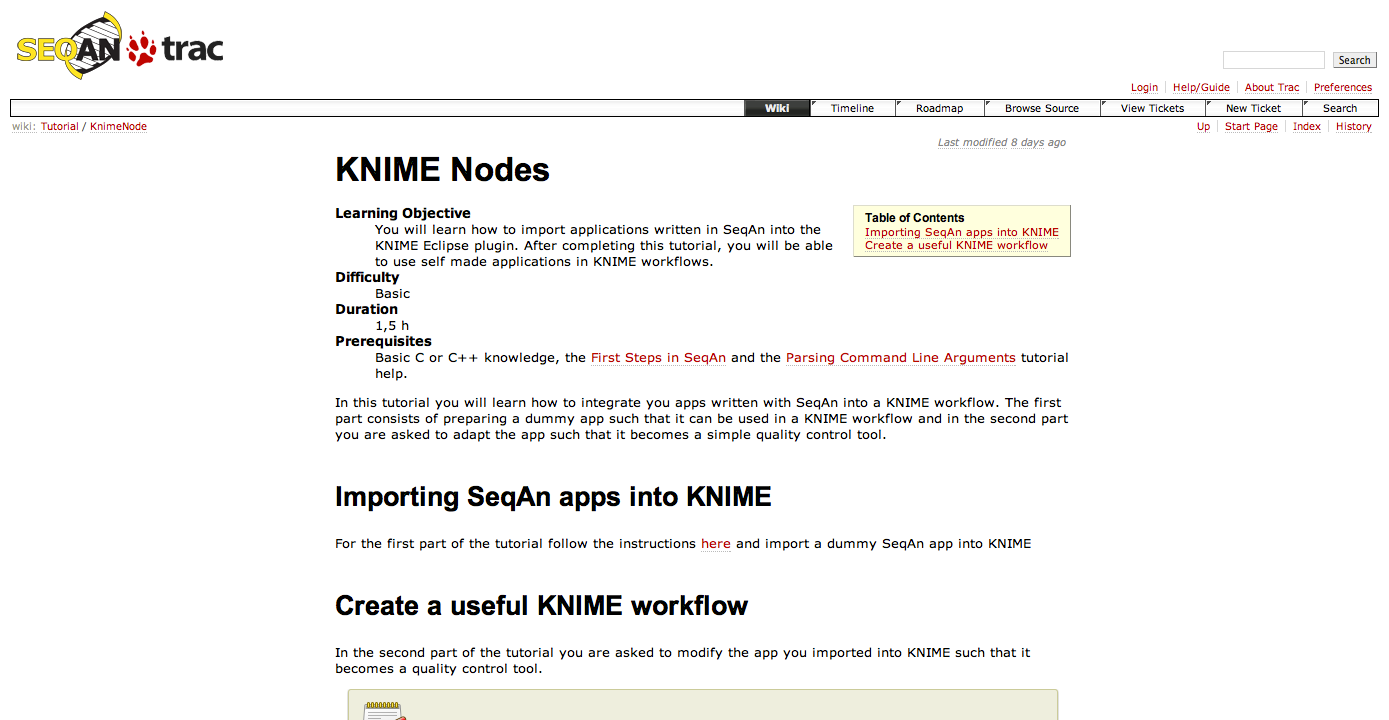 SEQAN trac
Search
Login Help/Guide About Trac Preferences
Wiki Timeline Roadmap Browse Source View Tickets New Ticket Search
wiki: Tutorial / KnimeNode
Up Start Page Index History
Last modified 8 days ago
KNIME Nodes
Learning Objective
You will learn how to import applications written in SeqAn into the
KNIME Eclipse plugin. After completing this tutorial, you will be able
to use self made applications in KNIME workflows.
Table of Contents
Importing SeqAn apps into KNIME
Create a useful KNIME workflow
Difficulty
Basic
Duration
1,5 h
Prerequisites
Basic C or C++ knowledge, the First Steps in SeqAn and the Parsing Command Line Arguments tutorial
help.
In this tutorial you will learn how to integrate you apps written with SeqAn into a KNIME workflow. The first
part consists of preparing a dummy app such that it can be used in a KNIME workflow and in the second part
you are asked to adapt the app such that it becomes a simple quality control tool.
Importing SeqAn apps into KNIME
For the first part of the tutorial follow the instructions here and import a dummy SeqAn app into KNIME
Create a useful KNIME workflow
In the second part of the tutorial you are asked to modify the app you imported into KNIME such that it
becomes a quality control tool.